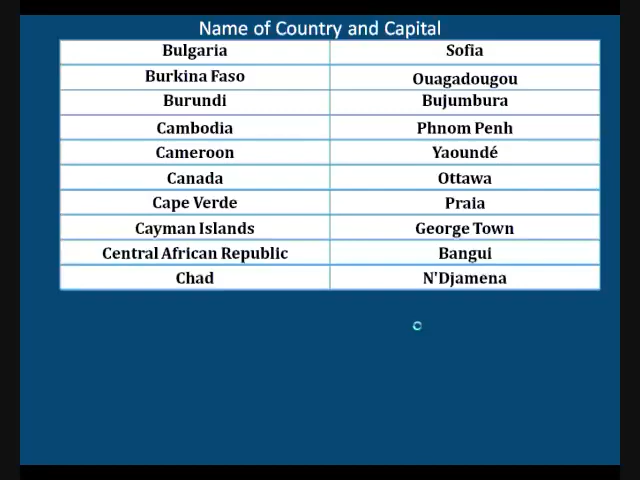 Name of Country and Capital
Bulgaria Sofia
Burkina Faso Ouagadougou
Burundi Bujumbura
Cambodia Phnom Penh
Cameroon Yaoundé
Canada Ottawa
Cape Verde Praia
Cayman Islands George Town
Central African Republic Bangui
Chad N'Djamena